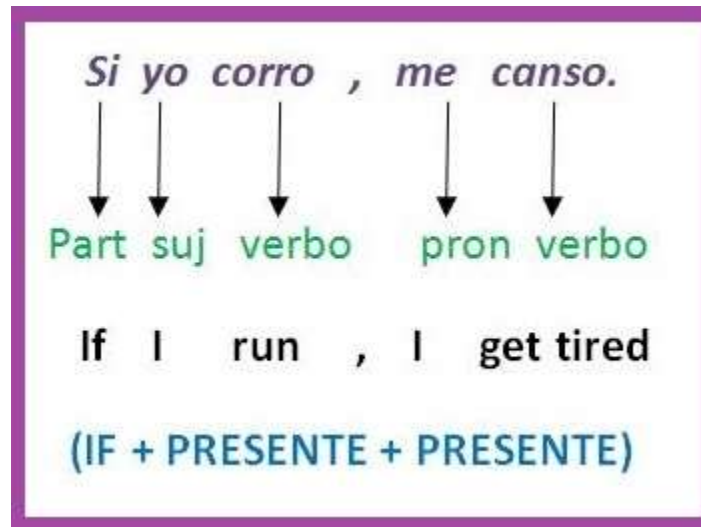 Si yo corro , me canso.
Part suj verbo pron verbo
If I run , I get tired
(IF + PRESENTE + PRESENTE)